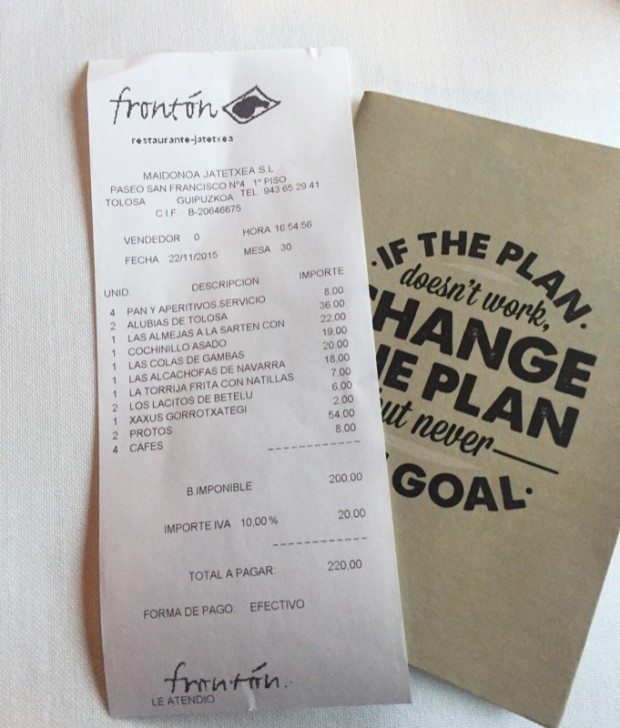 frontón
restaurante-jatetxea
MAIDONOA JATETXEA S.L
PASEO SAN FRANCISCO Nº4 1º PISO
TOLOSA GUIPUZKOA TEL. 943 65 29 41
C.I.F. B-20646675
VENDEDOR 0 HORA 16:54:56
FECHA 22/11/2015 MESA 30
UNID. DESCRIPCION IMPORTE
4 PAN Y APERITIVOS.SERVICIO 8.00
2 ALUBIAS DE TOLOSA 36.00
1 LAS ALMEJAS A LA SARTEN CON 22.00
1 COCHINILLO ASADO 19.00
1 LAS COLAS DE GAMBAS 20.00
1 LAS ALCACHOFAS DE NAVARRA 18.00
1 LA TORRIJA FRITA CON NATILLAS 7.00
2 LOS LACITOS DE BETELU 6.00
1 XAXUS GORROTXATEGI 2.00
2 PROTOS 54.00
4 CAFES 8.00
B.IMPONIBLE 200,00
IMPORTE IVA 10,00 % 20.00
TOTAL A PAGAR: 220.00
FORMA DE PAGO: EFECTIVO
frontón.
LE ATENDIO
·IF THE PLAN·
doesn't work,
CHANGE
HE PLAN
but never
GOAL·